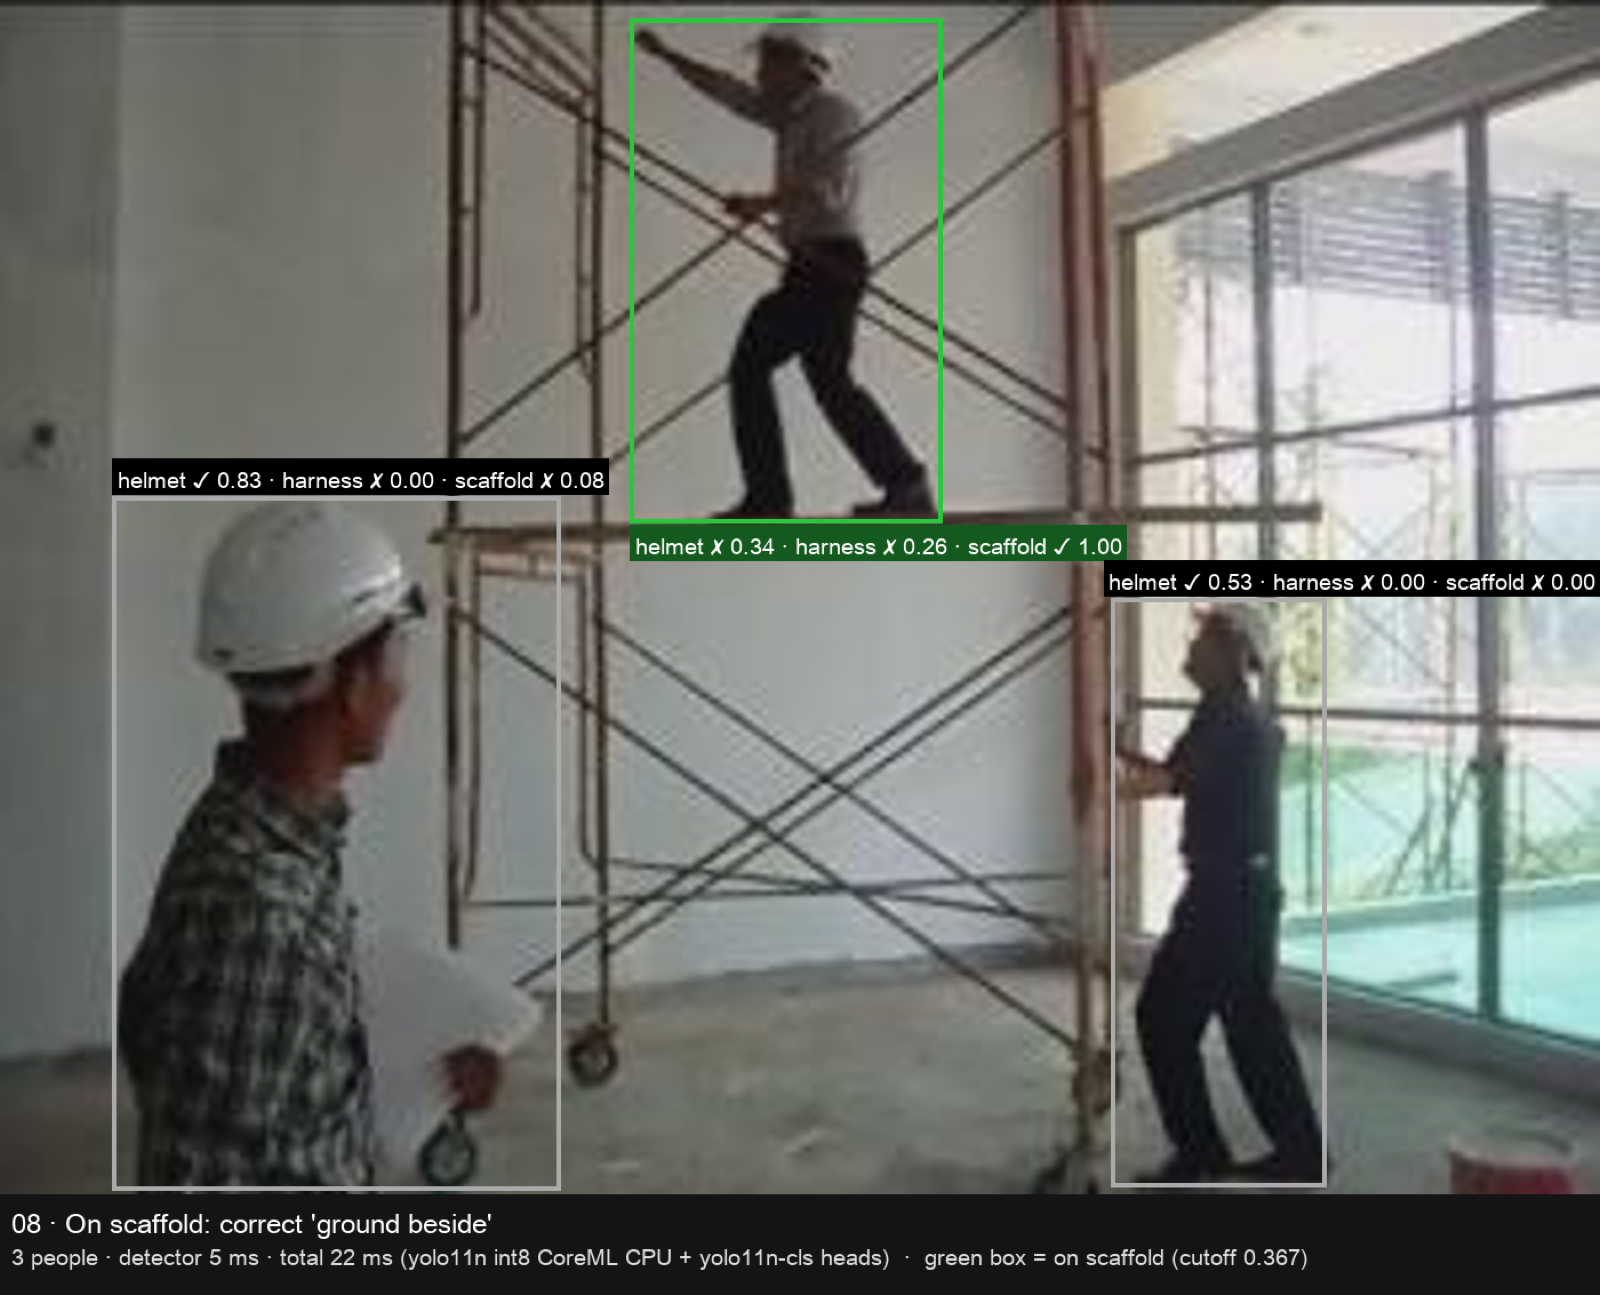 helmet ✓ 0.83 · harness ✗ 0.00 · scaffold ✗ 0.08
helmet ✗ 0.34 · harness ✗ 0.26 · scaffold ✓ 1.00
helmet ✓ 0.53 · harness ✗ 0.00 · scaffold ✗ 0.00
08 · On scaffold: correct 'ground beside'
3 people · detector 5 ms · total 22 ms (yolo11n int8 CoreML CPU + yolo11n-cls heads) · green box = on scaffold (cutoff 0.367)